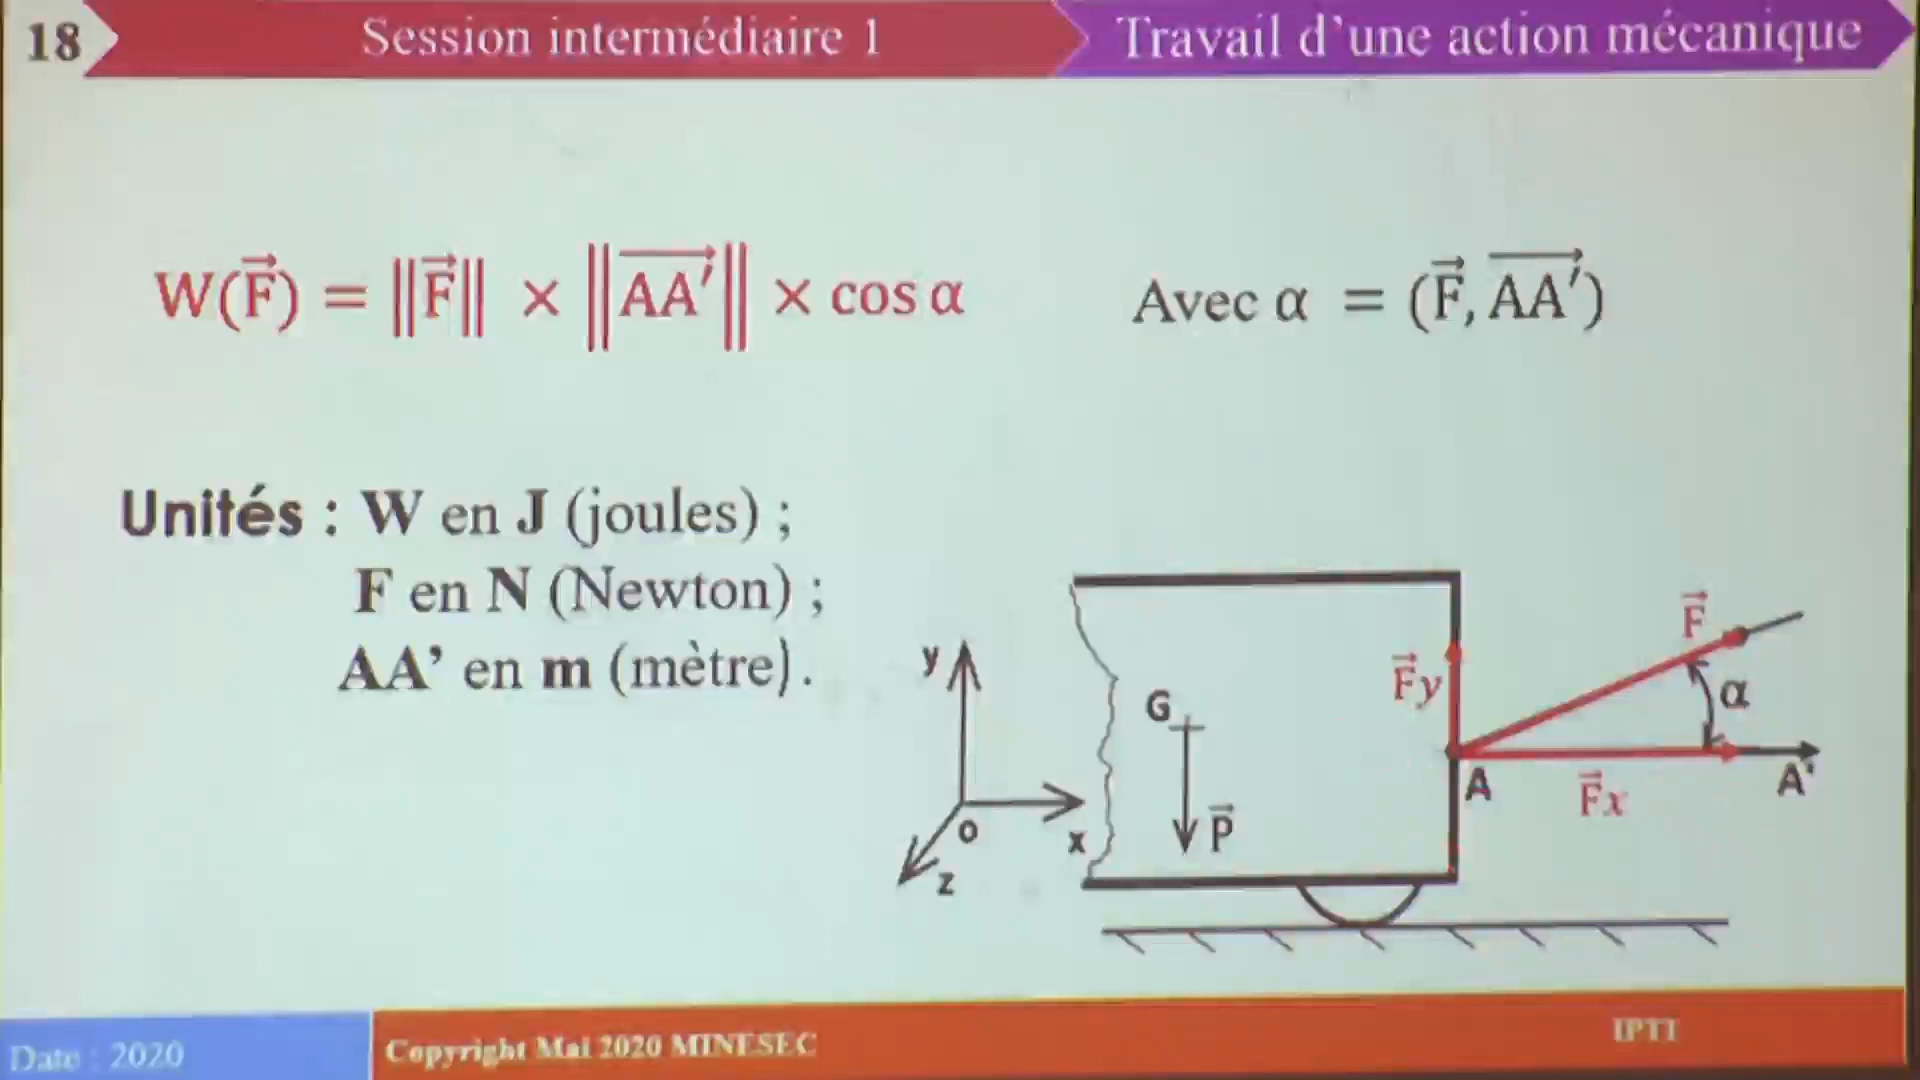 18
Session intermédiaire 1
Travail d'une action mécanique
W(F⃗) = ‖F⃗‖ × ‖AA'⃗‖ × cos α
Avec α = (F⃗, AA'⃗)
Unités : W en J (joules) ;
F en N (Newton) ;
AA' en m (mètre).
y
o
x
z
G
P⃗
F⃗y
F⃗
α
A
F⃗x
A'
Date : 2020
Copyright Mai 2020 MINESEC
IPTI